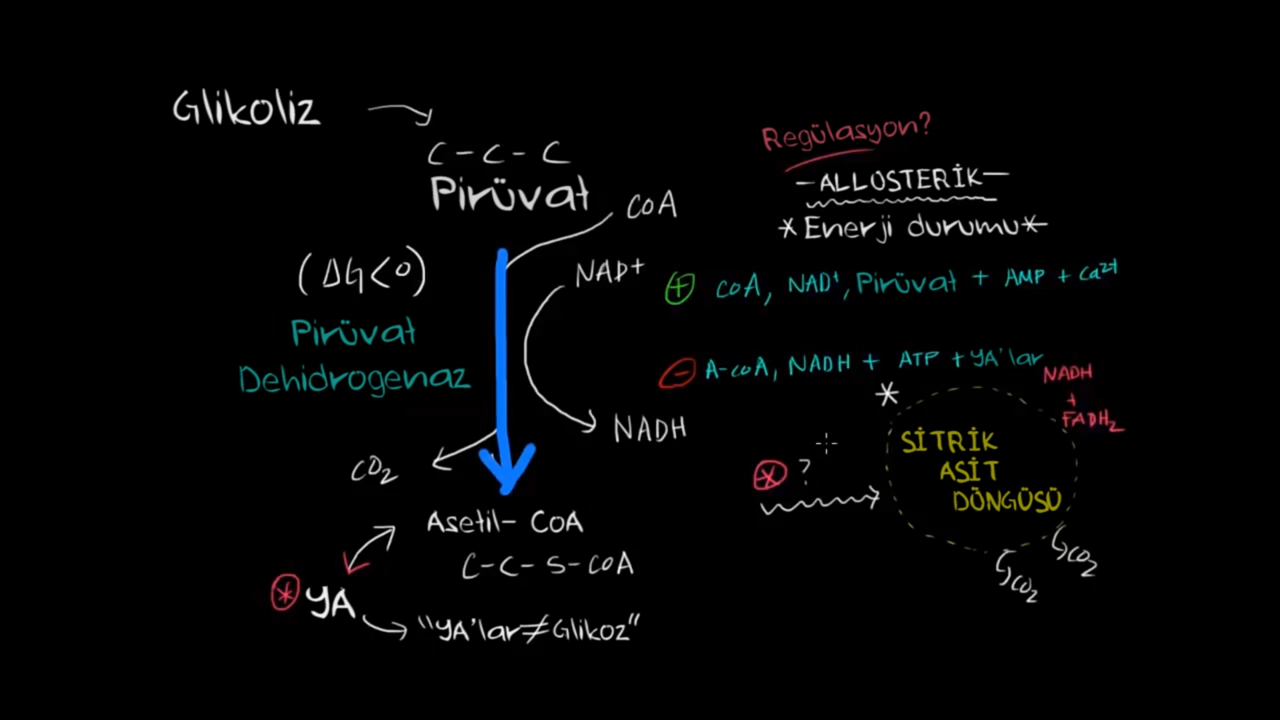 Glikoliz
C-C-C
Pirüvat
CoA
(ΔG<0)
NAD+
Pirüvat
Dehidrogenaz
NADH
CO2
Asetil-CoA
C-C-S-CoA
* YA
"YA'lar≠Glikoz"
Regülasyon?
-ALLOSTERİK-
*Enerji durumu*
+ CoA, NAD+, Pirüvat + AMP + Ca2+
- A-CoA, NADH + ATP + YA'lar
NADH
+
FADH2
*
SİTRİK
ASİT
DÖNGÜSÜ
* ?
CO2
CO2